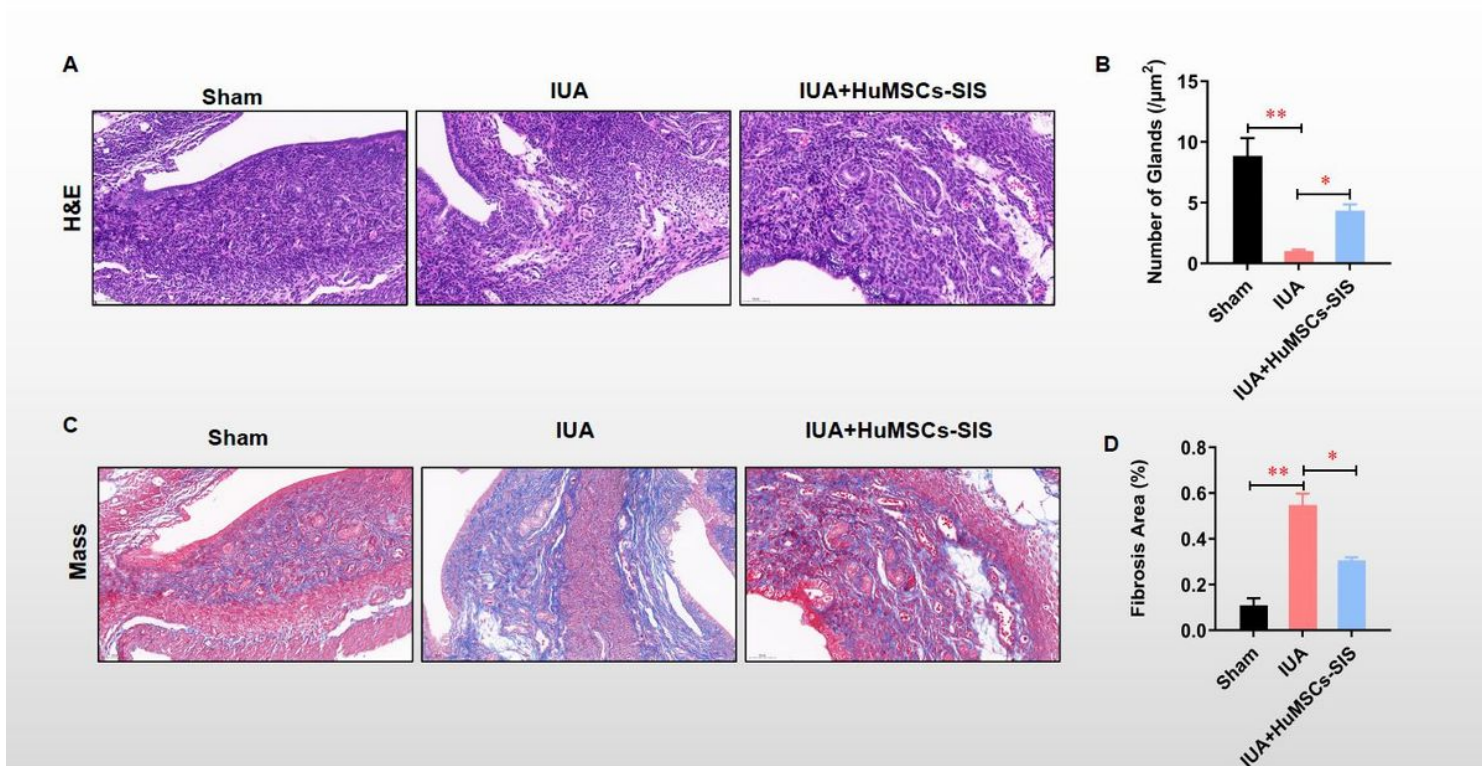 A
Sham
IUA
IUA+HuMSCs-SIS
H&E
B
Number of Glands (/μm²)
15
10
5
0
**
*
Sham
IUA
IUA+HuMSCs-SIS
C
Sham
IUA
IUA+HuMSCs-SIS
Mass
D
Fibrosis Area (%)
0.8
0.6
0.4
0.2
0.0
**
*
Sham
IUA
IUA+HuMSCs-SIS